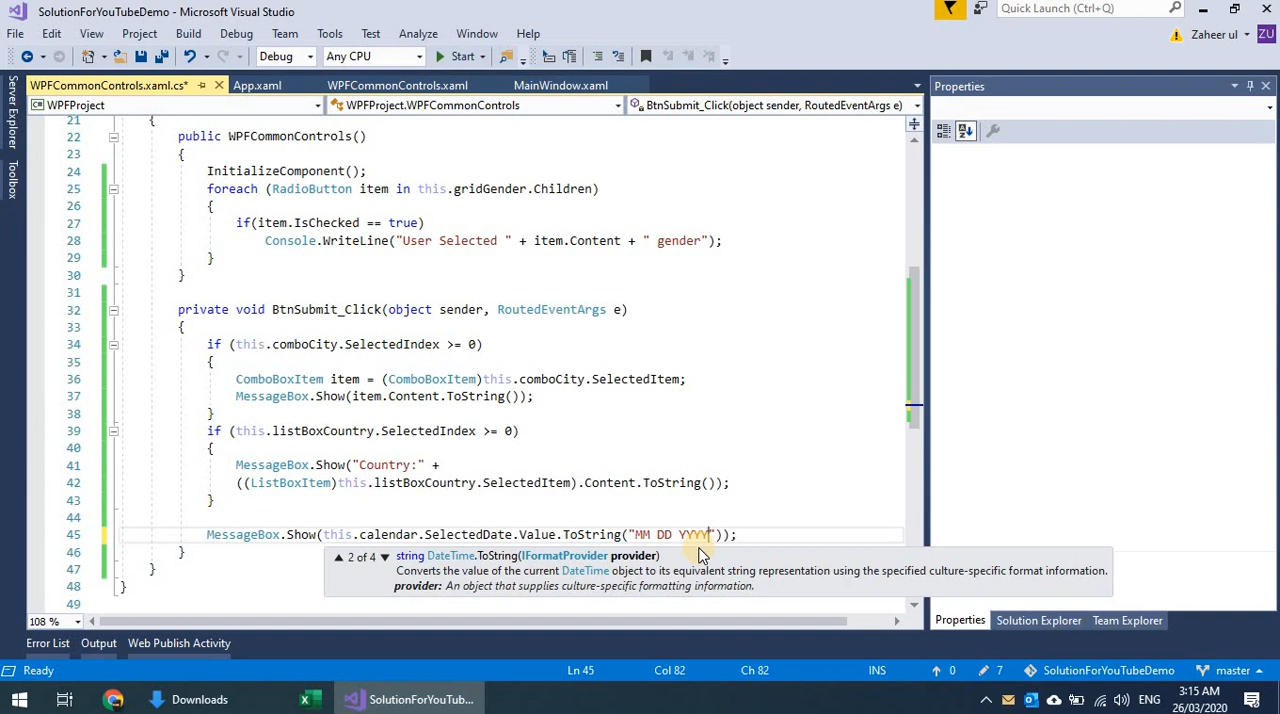 SolutionForYouTubeDemo - Microsoft Visual Studio
Quick Launch (Ctrl+Q)
File Edit View Project Build Debug Team Tools Test Analyze Window Help
Zaheer ul ZU
Debug Any CPU Start
WPFCommonControls.xaml.cs* App.xaml WPFCommonControls.xaml MainWindow.xaml
Properties
WPFProject WPFProject.WPFCommonControls BtnSubmit_Click(object sender, RoutedEventArgs e)
Server Explorer
Toolbox
21 {
22 public WPFCommonControls()
23 {
24 InitializeComponent();
25 foreach (RadioButton item in this.gridGender.Children)
26 {
27 if(item.IsChecked == true)
28 Console.WriteLine("User Selected " + item.Content + " gender");
29 }
30 }
31
32 private void BtnSubmit_Click(object sender, RoutedEventArgs e)
33 {
34 if (this.comboCity.SelectedIndex >= 0)
35 {
36 ComboBoxItem item = (ComboBoxItem)this.comboCity.SelectedItem;
37 MessageBox.Show(item.Content.ToString());
38 }
39 if (this.listBoxCountry.SelectedIndex >= 0)
40 {
41 MessageBox.Show("Country:" +
42 ((ListBoxItem)this.listBoxCountry.SelectedItem).Content.ToString());
43 }
44
45 MessageBox.Show(this.calendar.SelectedDate.Value.ToString("MM DD YYYY"));
46 }
47 }
48 }
49
2 of 4 string DateTime.ToString(IFormatProvider provider)
Converts the value of the current DateTime object to its equivalent string representation using the specified culture-specific format information.
provider: An object that supplies culture-specific formatting information.
108 %
Properties Solution Explorer Team Explorer
Error List Output Web Publish Activity
Ready Ln 45 Col 82 Ch 82 INS 0 7 SolutionForYouTubeDemo master
Downloads SolutionForYouTub... ENG 3:15 AM
26/03/2020